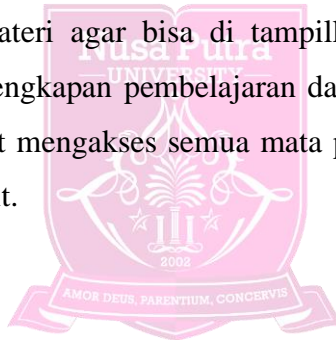 ateri agar bisa di tampil
Nusa Putra
UNIVERSITY
engkapan pembelajaran da
t mengakses semua mata p
t.
2002
AMOR DEUS, PARENTIUM, CONCERVIS